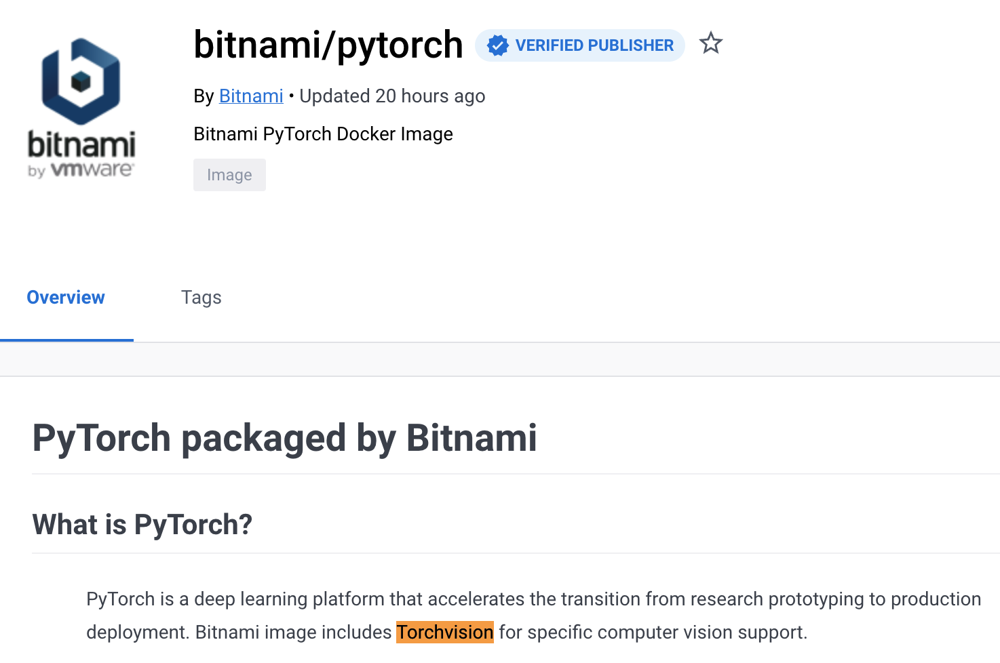 bitnami/pytorch VERIFIED PUBLISHER
bitnami
by vmware®
By Bitnami • Updated 20 hours ago
Bitnami PyTorch Docker Image
Image
Overview Tags
PyTorch packaged by Bitnami
What is PyTorch?
PyTorch is a deep learning platform that accelerates the transition from research prototyping to production
deployment. Bitnami image includes Torchvision for specific computer vision support.